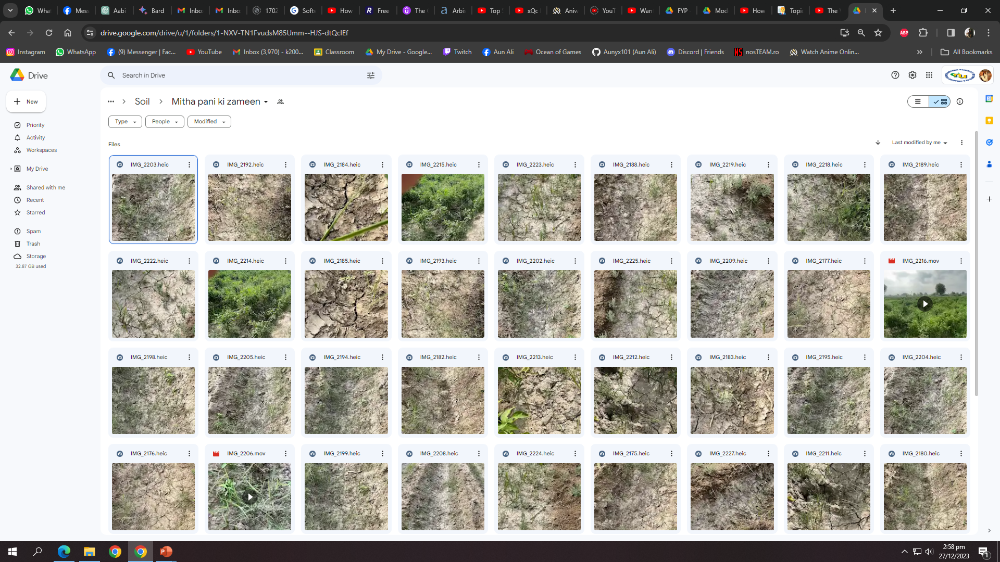 What
Mess
Aabi
Bard
Inbo
Inbo
1702
Soft
How
Free
The
Arbis
Top
xQc
Aniw
YouT
Wan
FYP
Mod
How
Topic
The
drive.google.com/drive/u/1/folders/1-NXV-TN1FvudsM85Umm--HJS-dtQclEf
ABP
Instagram
WhatsApp
(9) Messenger | Fac...
YouTube
Inbox (3,970) - k200...
Classroom
My Drive - Google...
Twitch
Aun Ali
Ocean of Games
Aunyx101 (Aun Ali)
Discord | Friends
nosTEAM.ro
Watch Anime Onlin...
All Bookmarks
Drive
Search in Drive
New
Soil
Mitha pani ki zameen
Type
People
Modified
Priority
Activity
Workspaces
My Drive
Shared with me
Recent
Starred
Spam
Trash
Storage
32.87 GB used
Files
Last modified by me
IMG_2203.heic
IMG_2192.heic
IMG_2184.heic
IMG_2215.heic
IMG_2223.heic
IMG_2188.heic
IMG_2219.heic
IMG_2218.heic
IMG_2189.heic
IMG_2222.heic
IMG_2214.heic
IMG_2185.heic
IMG_2193.heic
IMG_2202.heic
IMG_2225.heic
IMG_2209.heic
IMG_2177.heic
IMG_2216.mov
IMG_2198.heic
IMG_2205.heic
IMG_2194.heic
IMG_2182.heic
IMG_2213.heic
IMG_2212.heic
IMG_2183.heic
IMG_2195.heic
IMG_2204.heic
IMG_2176.heic
IMG_2206.mov
IMG_2199.heic
IMG_2208.heic
IMG_2224.heic
IMG_2175.heic
IMG_2227.heic
IMG_2211.heic
IMG_2180.heic
2:58 pm
27/12/2023
1